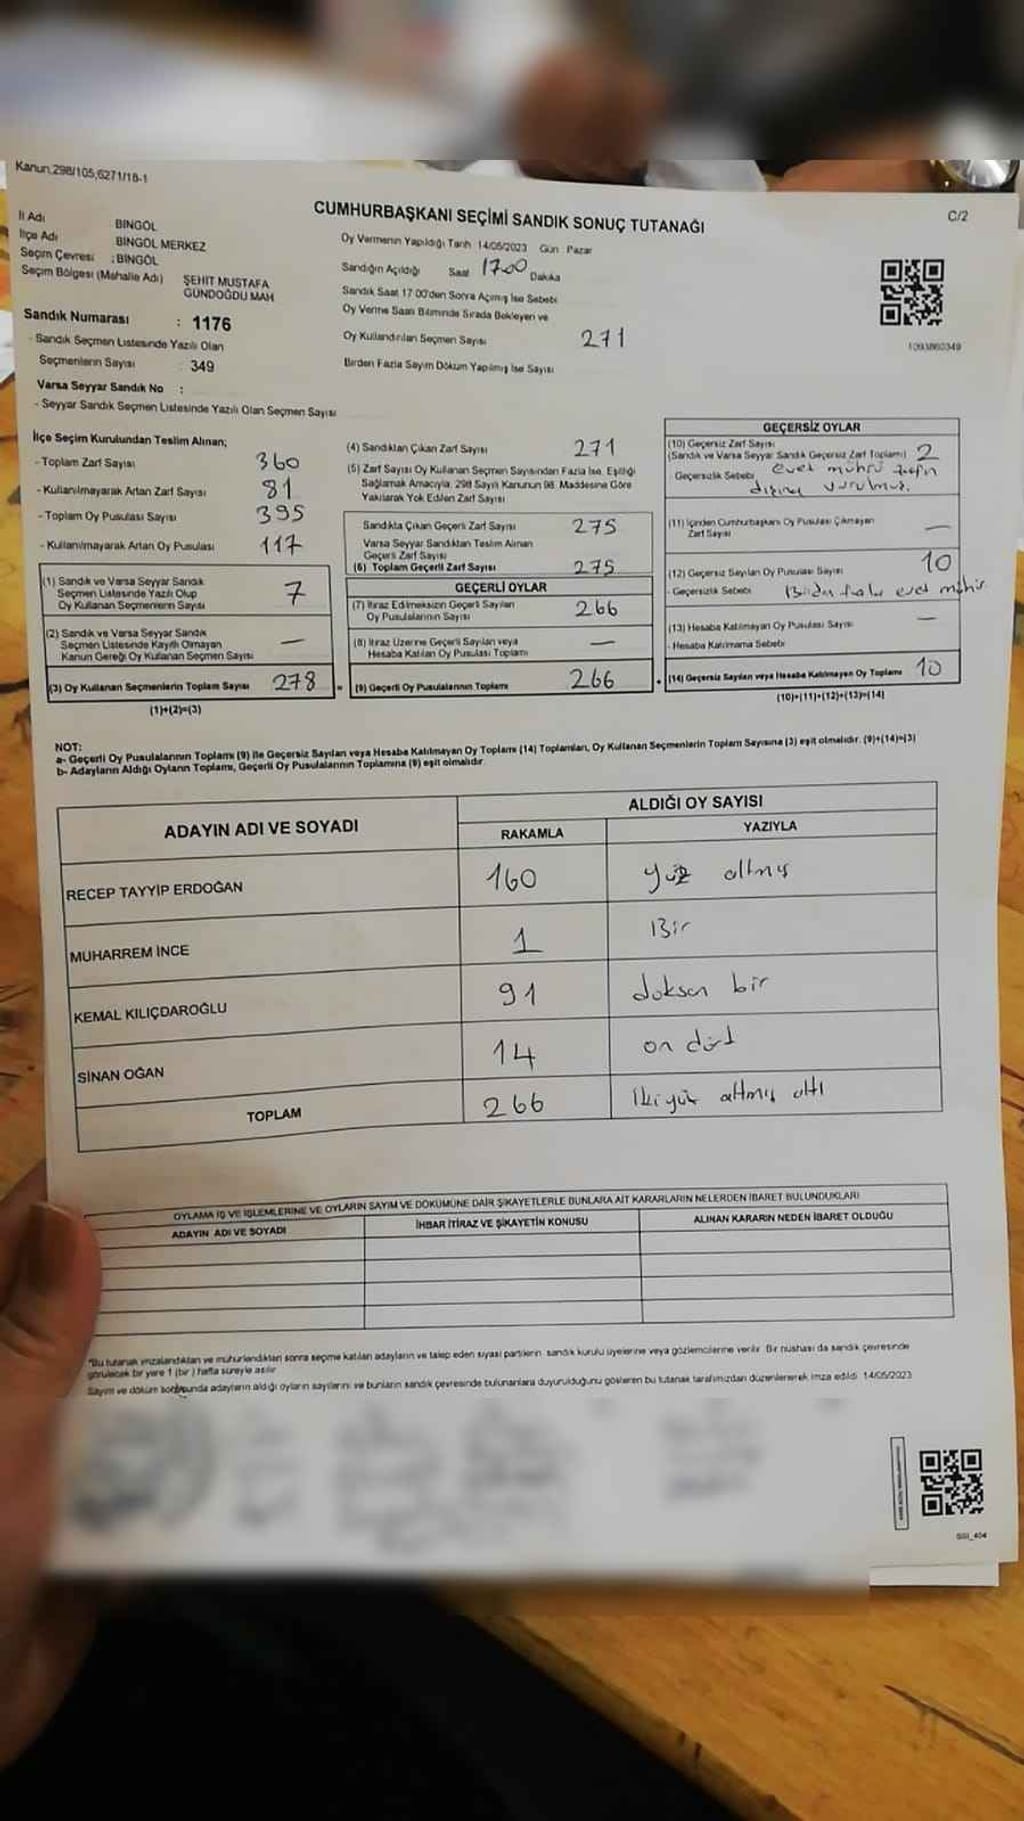 Kanun,298/105,6271/18-1
CUMHURBAŞKANI SEÇİMİ SANDIK SONUÇ TUTANAĞI
C/2
İl Adı BİNGÖL
İlçe Adı BİNGÖL MERKEZ
Seçim Çevresi : BİNGÖL
Seçim Bölgesi (Mahalle Adı) ŞEHİT MUSTAFA
GÜNDOĞDU MAH
Sandık Numarası : 1176
- Sandık Seçmen Listesinde Yazılı Olan
Seçmenlerin Sayısı 349
Varsa Seyyar Sandık No :
- Seyyar Sandık Seçmen Listesinde Yazılı Olan Seçmen Sayısı
Oy Vermenin Yapıldığı Tarih 14/05/2023 Gün : Pazar
Sandığın Açıldığı Saat 1700 Dakika
Sandık Saat 17 00'den Sonra Açılmış İse Sebebi
Oy Verme Saati Bitiminde Sırada Bekleyen ve
Oy Kullandırılan Seçmen Sayısı 271
Birden Fazla Sayım Döküm Yapılmış İse Sayısı
1093860349
İlçe Seçim Kurulundan Teslim Alınan;
- Toplam Zarf Sayısı 360
- Kullanılmayarak Artan Zarf Sayısı 81
- Toplam Oy Pusulası Sayısı 395
- Kullanılmayarak Artan Oy Pusulası 117
(1) Sandık ve Varsa Seyyar Sandık
Seçmen Listesinde Yazılı Olup
Oy Kullanan Seçmenlerin Sayısı 7
(2) Sandık ve Varsa Seyyar Sandık
Seçmen Listesinde Kayıtlı Olmayan
Kanun Gereği Oy Kullanan Seçmen Sayısı —
(3) Oy Kullanan Seçmenlerin Toplam Sayısı 278
(1)+(2)=(3)
(4) Sandıktan Çıkan Zarf Sayısı 271
(5) Zarf Sayısı Oy Kullanan Seçmen Sayısından Fazla İse, Eşitliği
Sağlamak Amacıyla, 298 Sayılı Kanunun 98. Maddesine Göre
Yakılarak Yok Edilen Zarf Sayısı
Sandıkta Çıkan Geçerli Zarf Sayısı 275
Varsa Seyyar Sandıktan Teslim Alınan
Geçerli Zarf Sayısı
(6) Toplam Geçerli Zarf Sayısı 275
GEÇERLİ OYLAR
(7) İtiraz Edilmeksizin Geçerli Sayılan
Oy Pusulalarının Sayısı 266
(8) İtiraz Üzerine Geçerli Sayılan veya
Hesaba Katılan Oy Pusulası Toplamı —
= (9) Geçerli Oy Pusulalarının Toplamı 266
GEÇERSİZ OYLAR
(10) Geçersiz Zarf Sayısı
(Sandık ve Varsa Seyyar Sandık Geçersiz Zarf Toplamı) 2
Geçersizlik Sebebi evet mührü zarfın
dışına vurulmuş.
(11) İçinden Cumhurbaşkanı Oy Pusulası Çıkmayan
Zarf Sayısı —
(12) Geçersiz Sayılan Oy Pusulası Sayısı 10
- Geçersizlik Sebebi Birden fazla evet mühür
(13) Hesaba Katılmayan Oy Pusulası Sayısı —
- Hesaba Katılmama Sebebi
+ (14) Geçersiz Sayılan veya Hesaba Katılmayan Oy Toplamı 10
(10)+(11)+(12)+(13)=(14)
NOT:
a- Geçerli Oy Pusulalarının Toplamı (9) ile Geçersiz Sayılan veya Hesaba Katılmayan Oy Toplamı (14) Toplamları, Oy Kullanan Seçmenlerin Toplam Sayısına (3) eşit olmalıdır. (9)+(14)=(3)
b- Adayların Aldığı Oyların Toplamı, Geçerli Oy Pusulalarının Toplamına (9) eşit olmalıdır.
ADAYIN ADI VE SOYADI
ALDIĞI OY SAYISI
RAKAMLA YAZIYLA
RECEP TAYYİP ERDOĞAN 160 yüz altmış
MUHARREM İNCE 1 Bir
KEMAL KILIÇDAROĞLU 91 doksan bir
SİNAN OĞAN 14 on dört
TOPLAM 266 İki yüz altmış altı
OYLAMA İŞ VE İŞLEMLERİNE VE OYLARIN SAYIM VE DÖKÜMÜNE DAİR ŞİKAYETLERLE BUNLARA AİT KARARLARIN NELERDEN İBARET BULUNDUKLARI
ADAYIN ADI VE SOYADI İHBAR İTİRAZ VE ŞİKAYETİN KONUSU ALINAN KARARIN NEDEN İBARET OLDUĞU
*Bu tutanak imzalandıktan ve mühürlendikten sonra seçime katılan adayların ve talep eden siyasi partilerin sandık kurulu üyelerine veya gözlemcilerine verilir. Bir nüshası da sandık çevresinde
görülecek bir yere 1 (bir) hafta süreyle asılır
Sayım ve döküm sonucunda adayların aldığı oyların sayılarını ve bunların sandık çevresinde bulunanlara duyurulduğunu gösteren bu tutanak tarafımızdan düzenlenerek imza edildi 14/05/2023